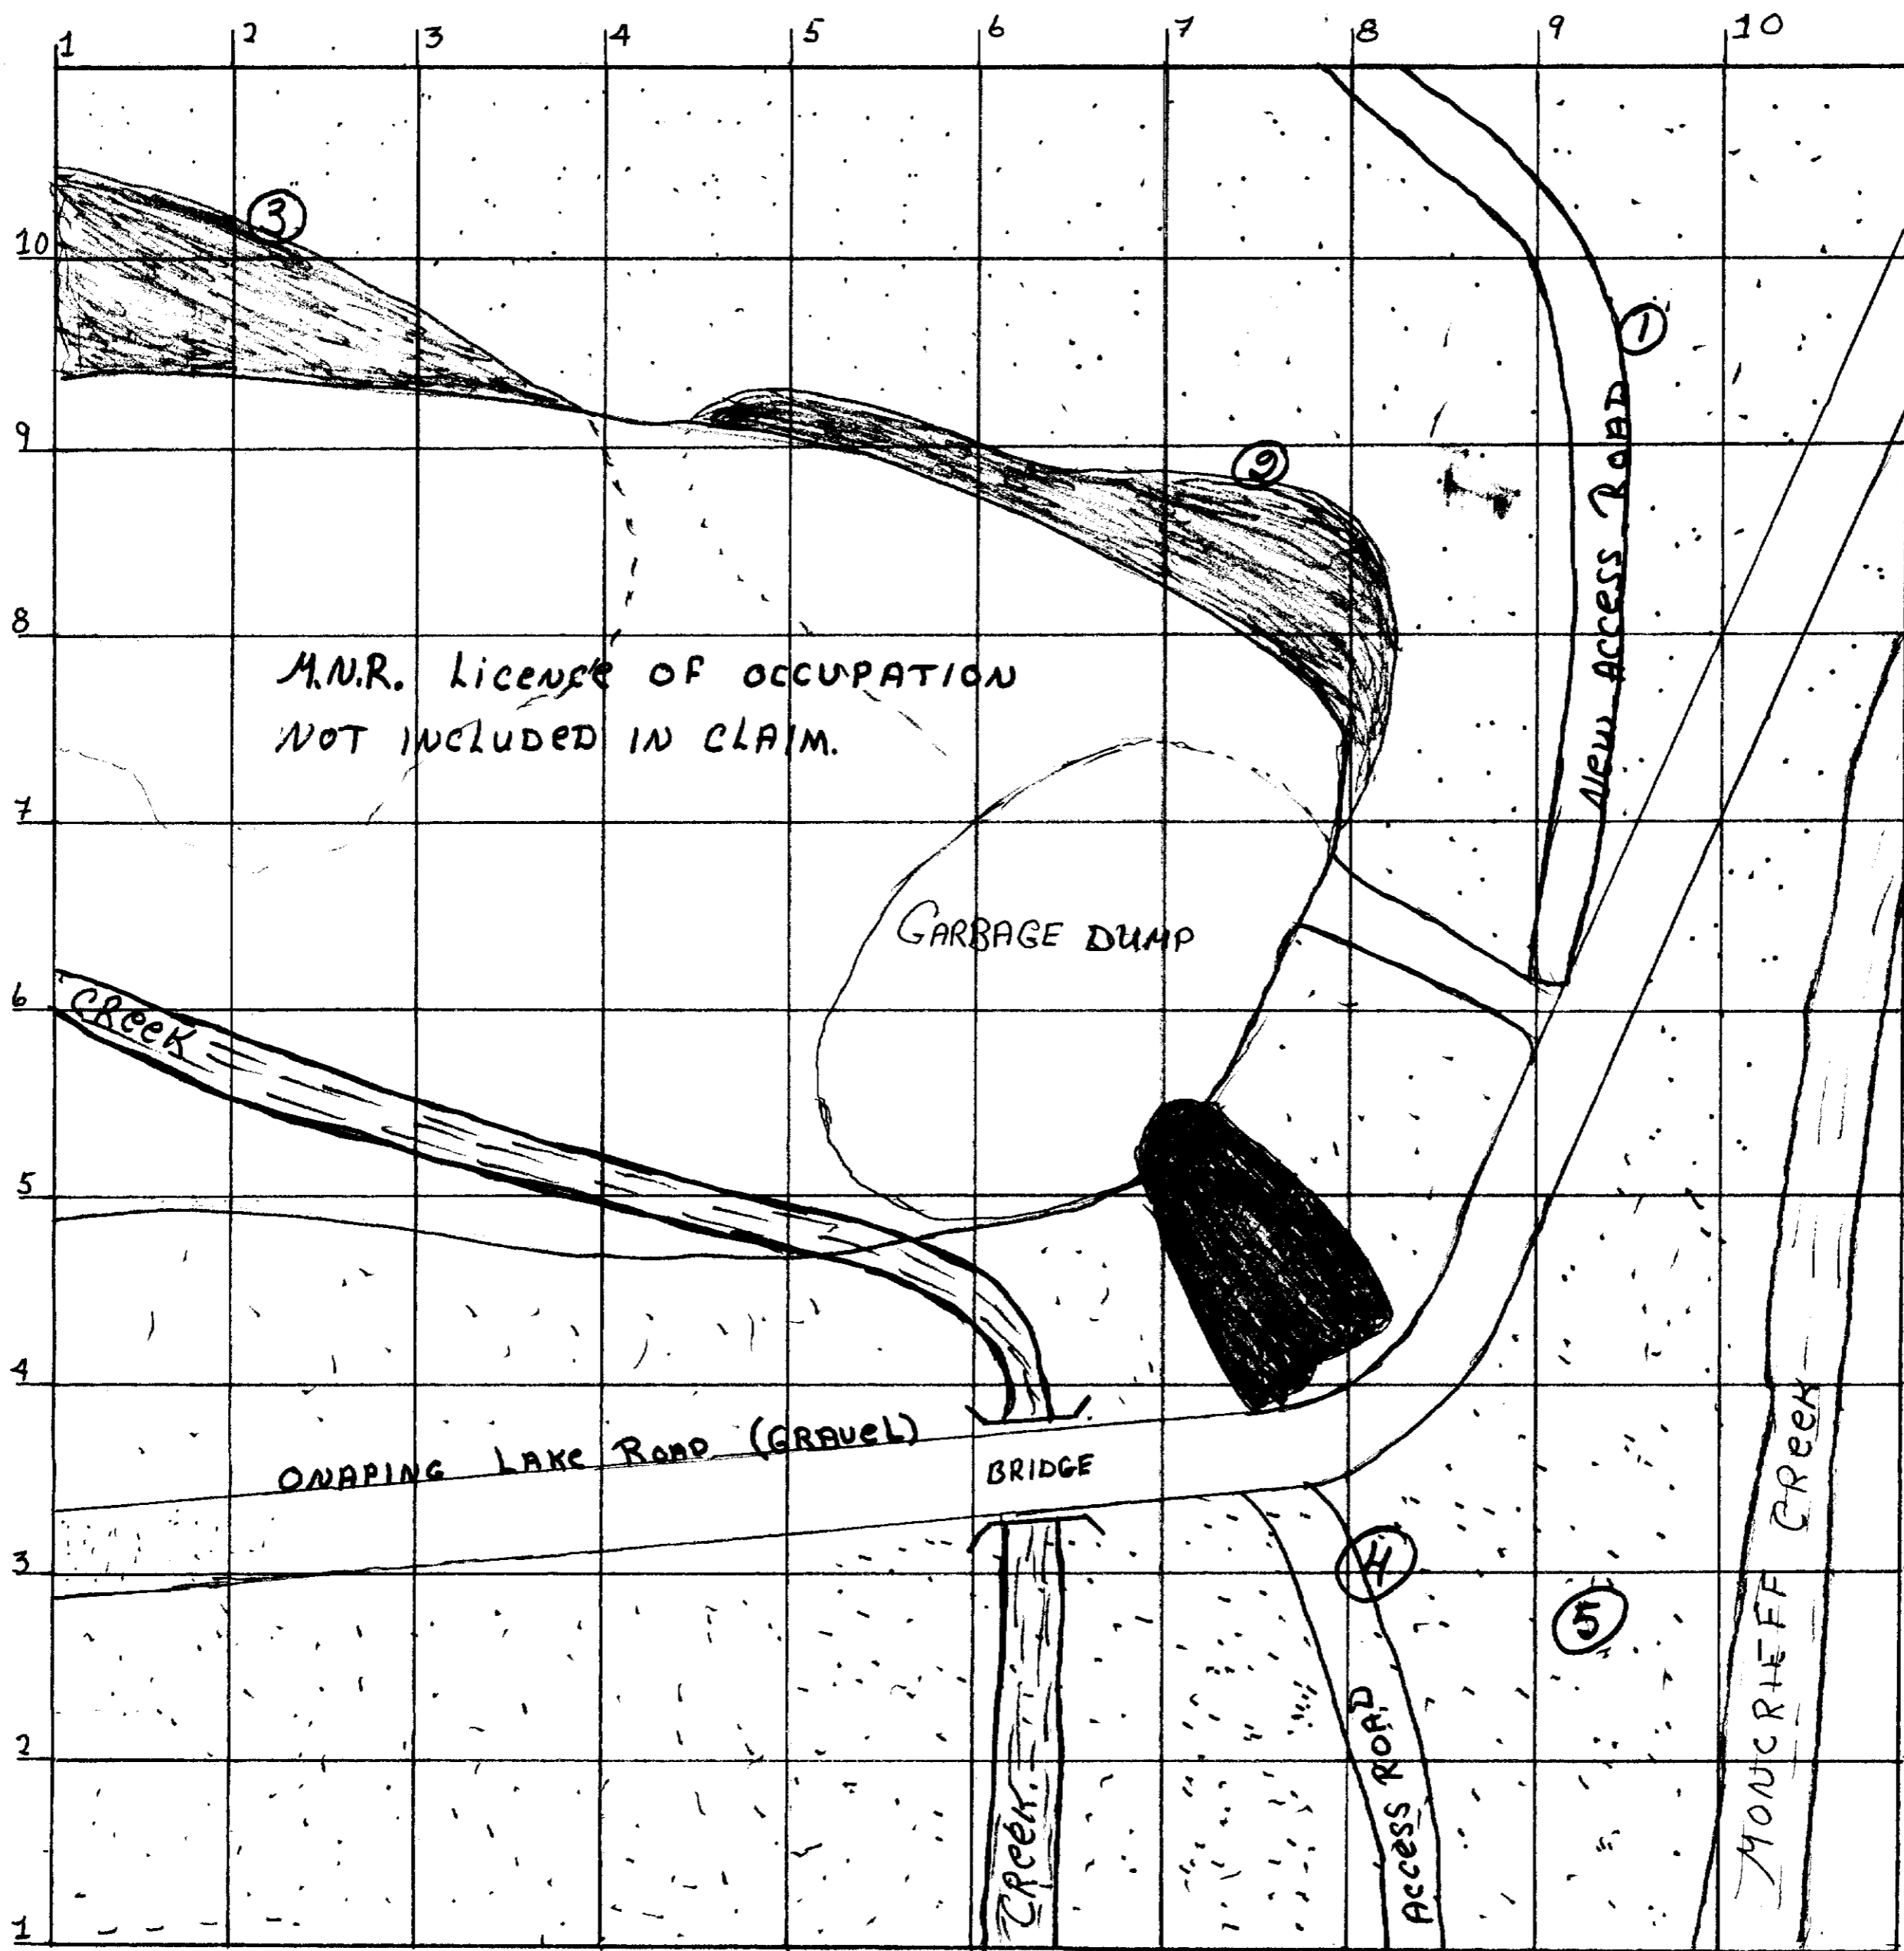 1 2 3 4 5 6 7 8 9 10
3
10
1
9
2
8
M.N.R. LiceNce OF OCCUPATION
NOT INCLUDED IN CLAIM.
New Access ROAD
7
GARBAGE DUMP
6
CReeK
5
4
ONAPING LAKe ROAD (GRAVeL)
BRIDGE
3
4
5
MONCRIEFF CReeK
2
ACCeSS ROAD
CReeK
1